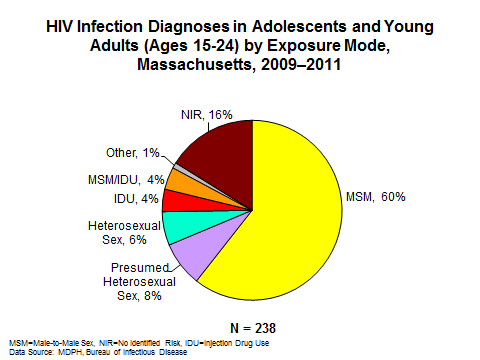 HIV Infection Diagnoses in Adolescents and Young
Adults (Ages 15-24) by Exposure Mode,
Massachusetts, 2009–2011
NIR, 16%
Other, 1%
MSM/IDU, 4%
IDU, 4%
Heterosexual
Sex, 6%
Presumed
Heterosexual
Sex, 8%
MSM, 60%
N = 238
MSM=Male-to-Male Sex, NIR=No Identified Risk, IDU=Injection Drug Use
Data Source: MDPH, Bureau of Infectious Disease